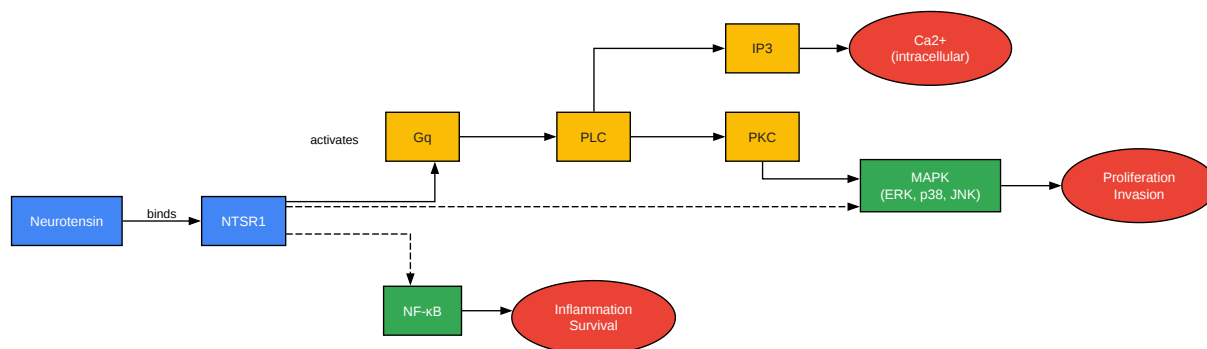 IP3
Ca2+
(intracellular)
activates
Gq
PLC
PKC
MAPK
(ERK, p38, JNK)
Proliferation
Invasion
Neurotensin
binds
NTSR1
NF-κB
Inflammation
Survival